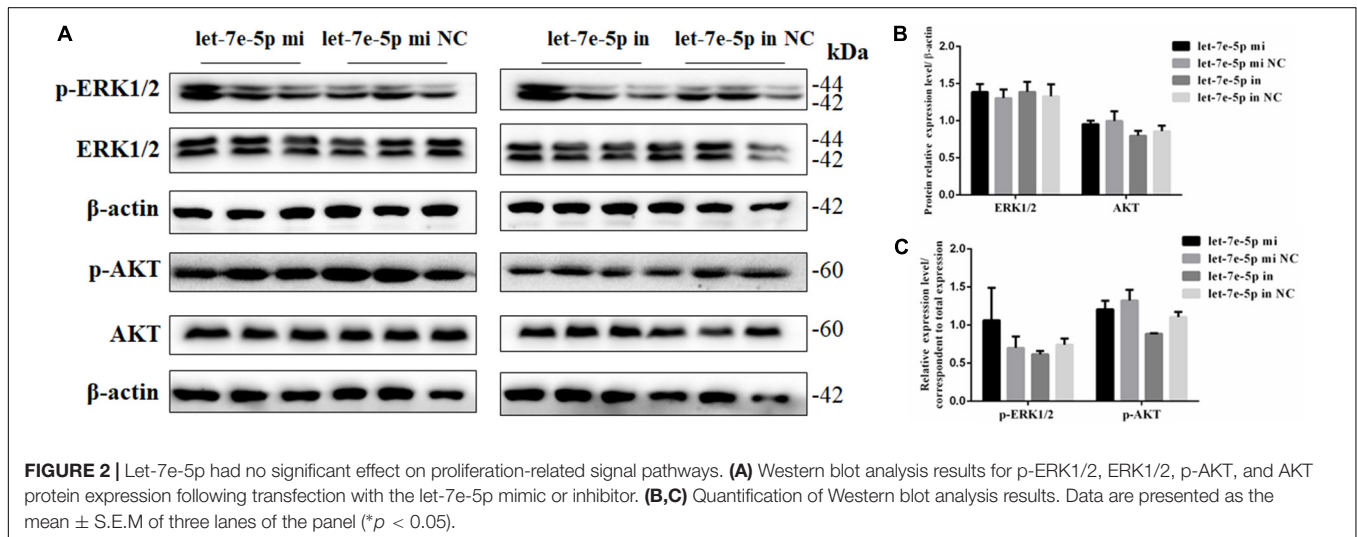 A
let-7e-5p mi let-7e-5p mi NC let-7e-5p in let-7e-5p in NC kDa
p-ERK1/2 -44
-42
ERK1/2 -44
-42
β-actin -42
p-AKT -60
AKT -60
β-actin -42
B
Protein relative expression level/ β-actin
2.0
1.5
1.0
0.5
0.0
ERK1/2 AKT
let-7e-5p mi
let-7e-5p mi NC
let-7e-5p in
let-7e-5p in NC
C
Relative expression level/
correspondent to total expression
2.0
1.5
1.0
0.5
0.0
p-ERK1/2 p-AKT
let-7e-5p mi
let-7e-5p mi NC
let-7e-5p in
let-7e-5p in NC
FIGURE 2 | Let-7e-5p had no significant effect on proliferation-related signal pathways. (A) Western blot analysis results for p-ERK1/2, ERK1/2, p-AKT, and AKT
protein expression following transfection with the let-7e-5p mimic or inhibitor. (B,C) Quantification of Western blot analysis results. Data are presented as the
mean ± S.E.M of three lanes of the panel (*p < 0.05).